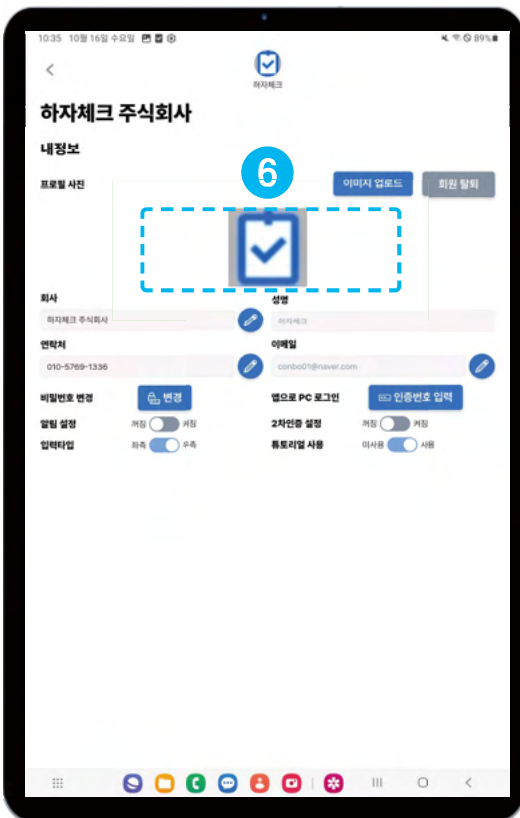 10:35 10월 16일 수요일
89%
하자체크
하자체크 주식회사
내정보
6
프로필 사진
이미지 업로드
회원 탈퇴
회사
성명
하자체크 주식회사
하자체크
연락처
이메일
010-5769-1336
conbo01@naver.com
비밀번호 변경
변경
앱으로 PC 로그인
인증번호 입력
알림 설정
꺼짐 켜짐
2차인증 설정
꺼짐 켜짐
입력타입
좌측 우측
튜토리얼 사용
미사용 사용